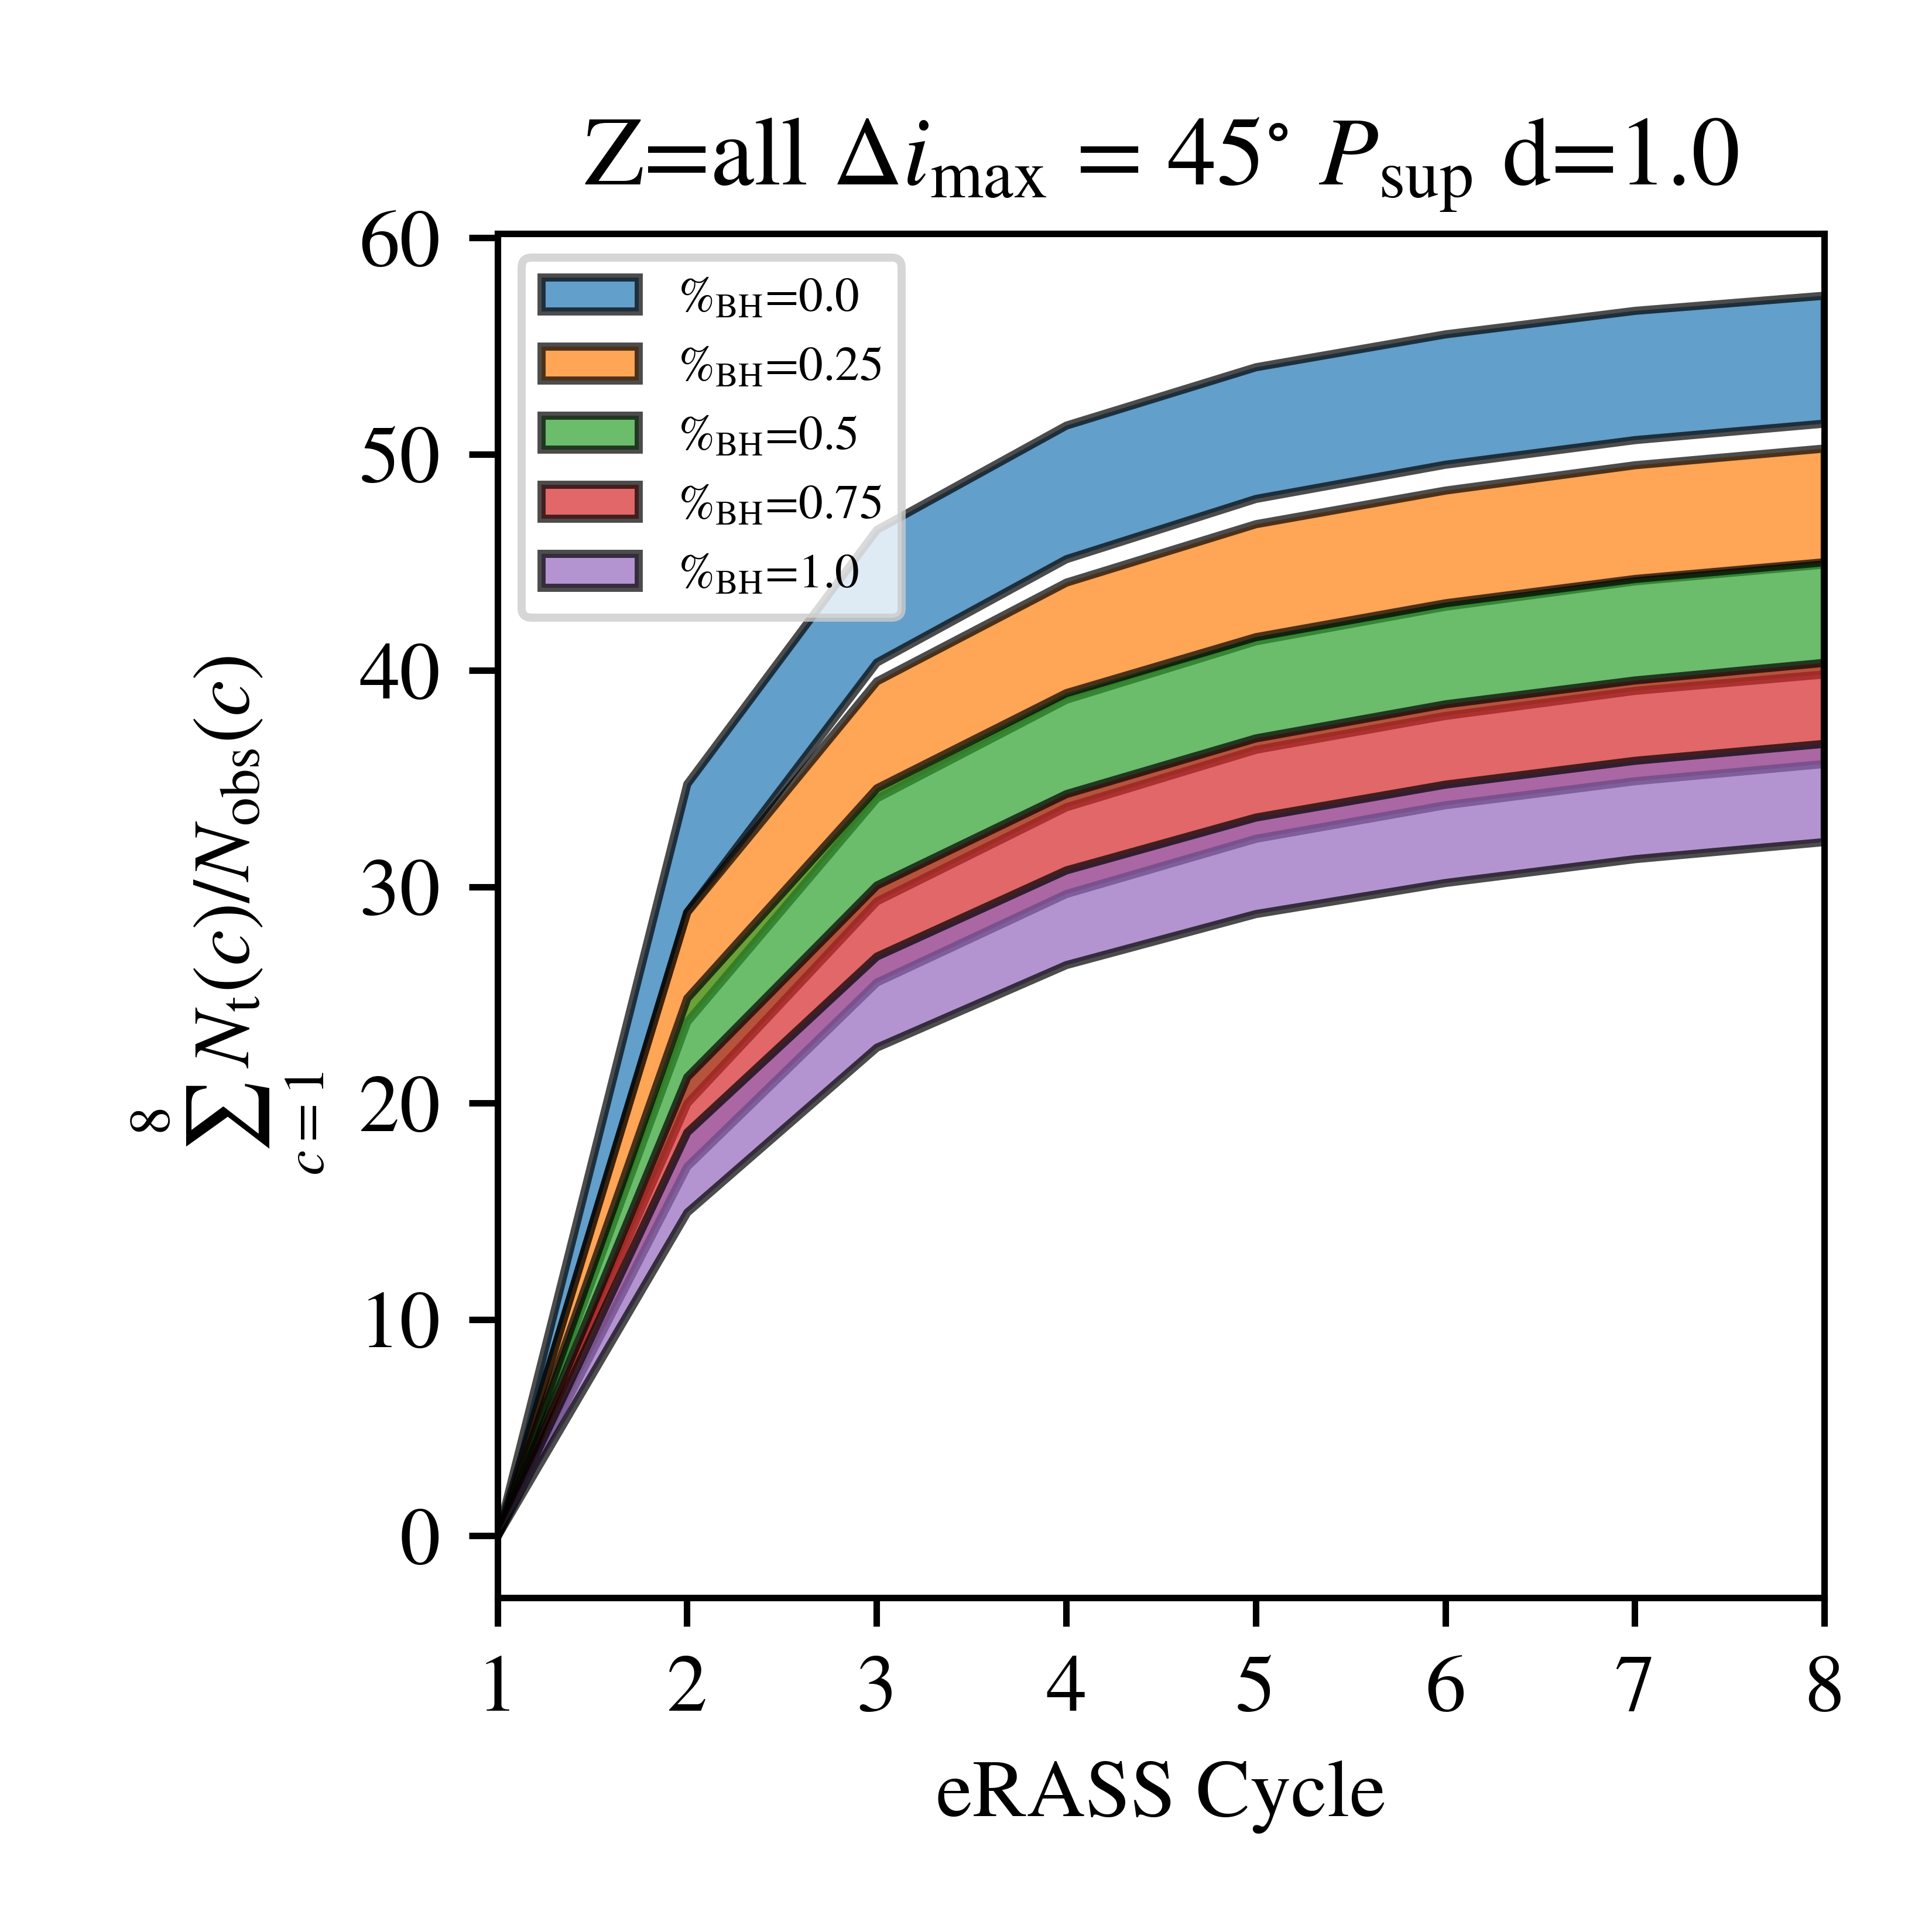 Z=all Δi_max = 45° P_sup d=1.0
60
50
40
30
20
10
0
%_BH=0.0
%_BH=0.25
%_BH=0.5
%_BH=0.75
%_BH=1.0
8
∑ N_t(c)/N_obs(c)
c=1
1 2 3 4 5 6 7 8
eRASS Cycle